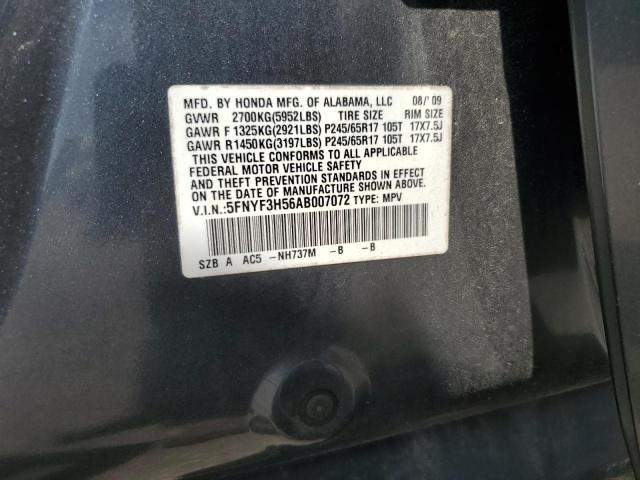 MFD. BY HONDA MFG. OF ALABAMA, LLC 08/'09
GVWR 2700KG(5952LBS) TIRE SIZE RIM SIZE
GAWR F 1325KG(2921LBS) P245/65R17 105T 17X7.5J
GAWR R1450KG(3197LBS) P245/65R17 105T 17X7.5J
THIS VEHICLE CONFORMS TO ALL APPLICABLE
FEDERAL MOTOR VEHICLE SAFETY
AND THEFT PREVENTION STANDARDS IN EFFECT
ON THE DATE OF MANUFACTURE SHOWN ABOVE.
V.I.N.:5FNYF3H56AB007072 TYPE: MPV
SZB A AC5 -NH737M -B -B